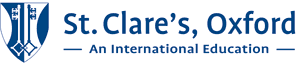 St. Clare's, Oxford
An International Education